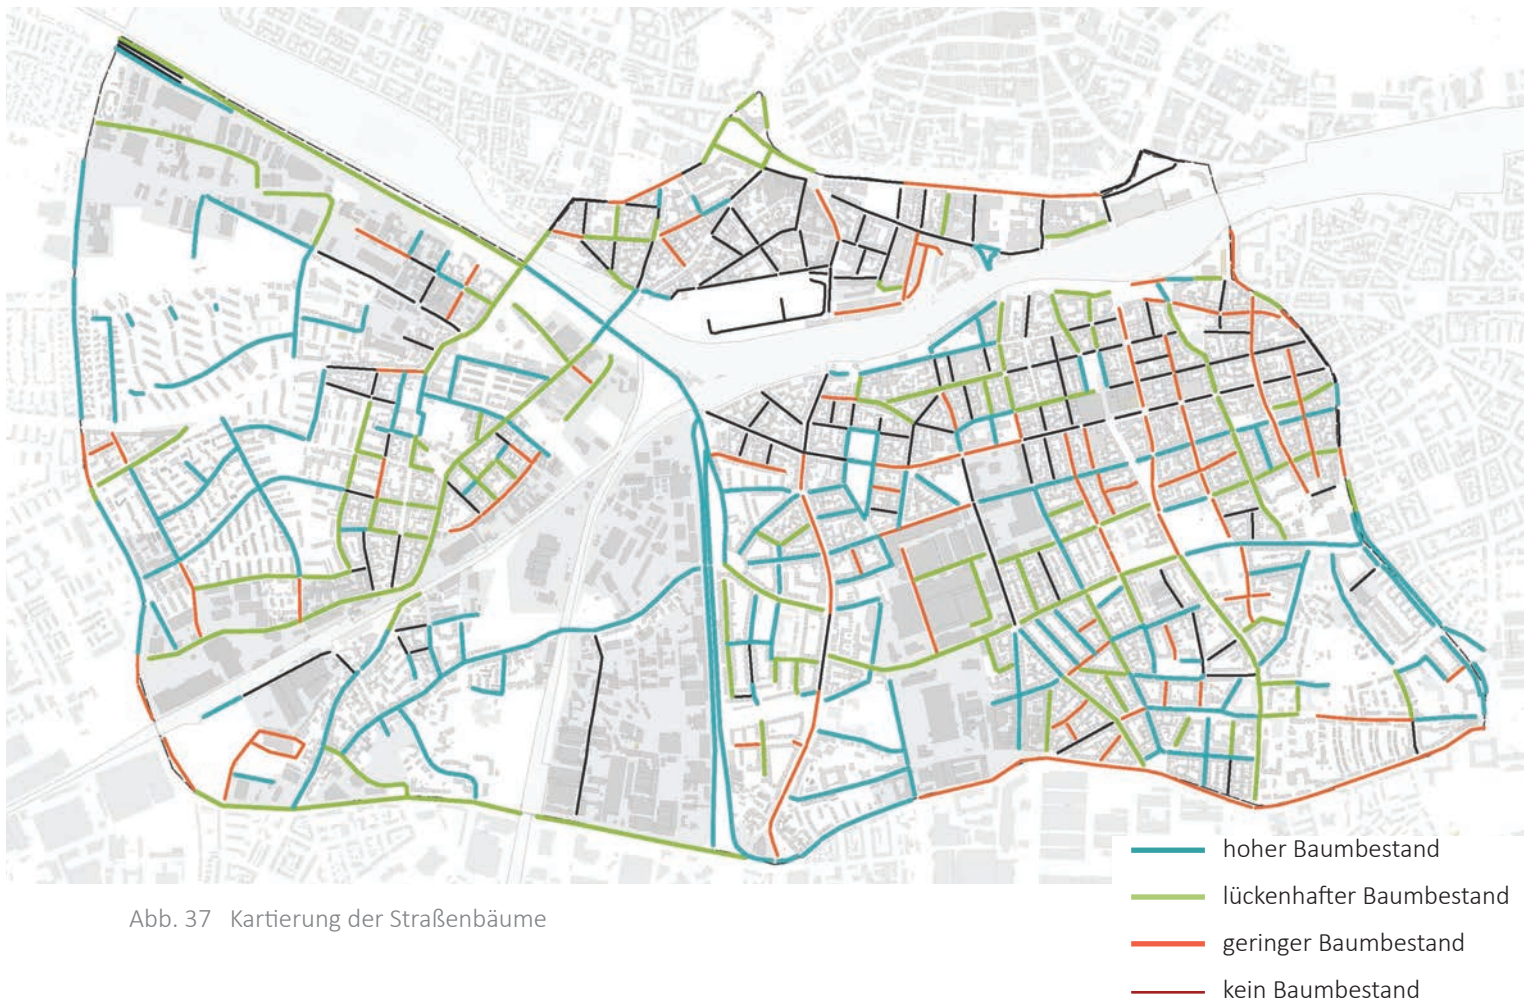 hoher Baumbestand
lückenhafter Baumbestand
Abb. 37 Kartierung der Straßenbäume
geringer Baumbestand
kein Baumbestand